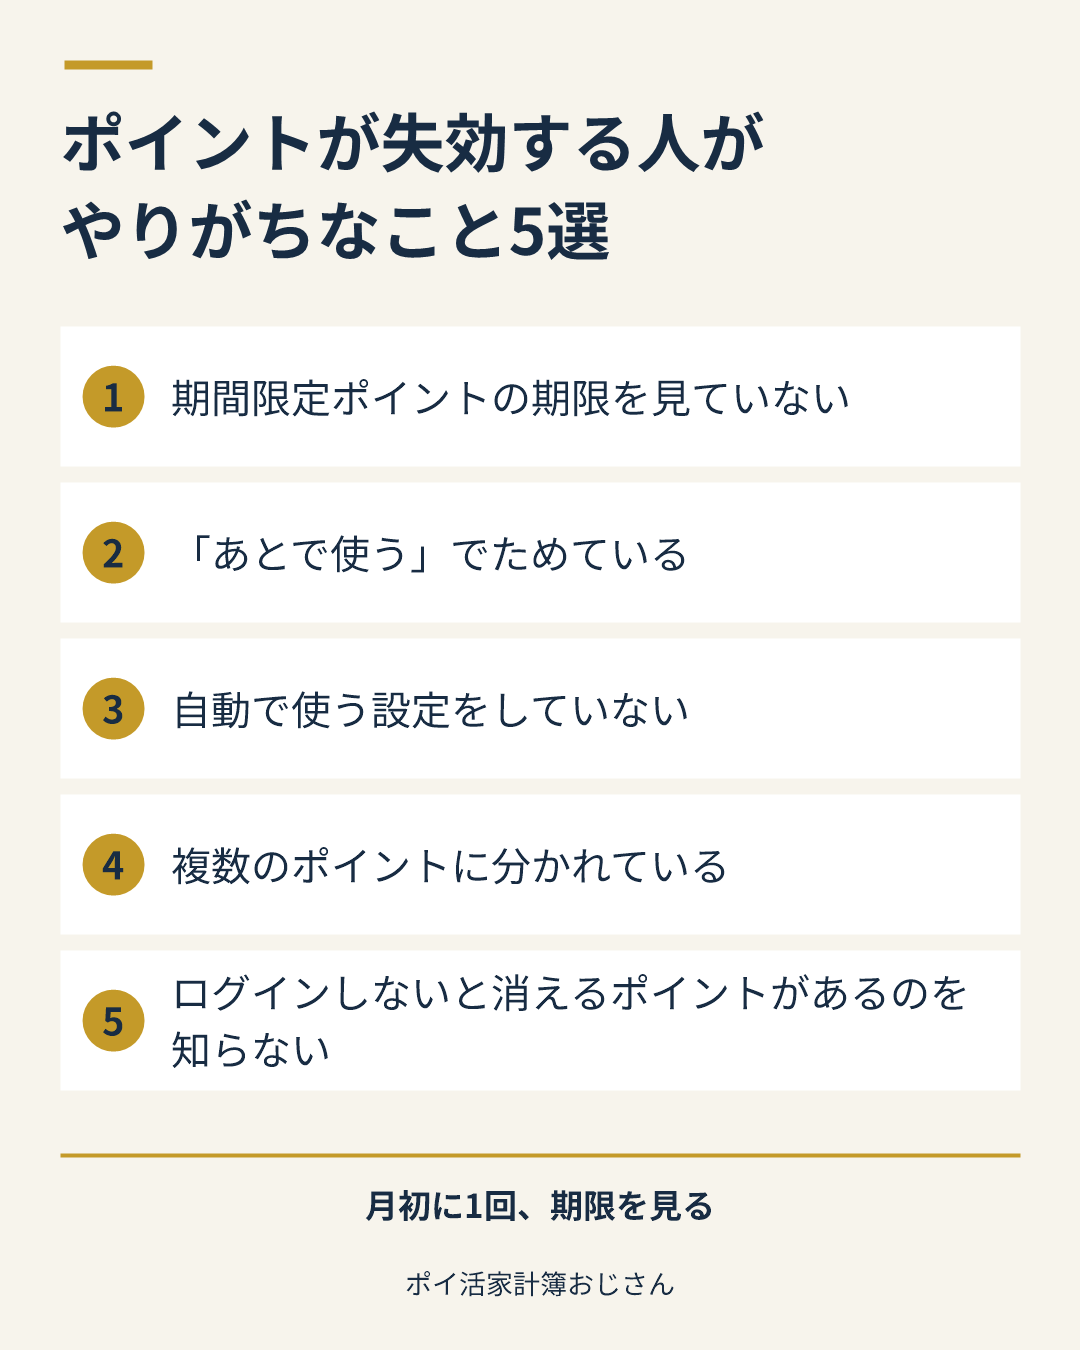 ポイントが失効する人が
やりがちなこと5選
1 期間限定ポイントの期限を見ていない
2 「あとで使う」でためている
3 自動で使う設定をしていない
4 複数のポイントに分かれている
5 ログインしないと消えるポイントがあるのを
知らない
月初に1回、期限を見る
ポイ活家計簿おじさん